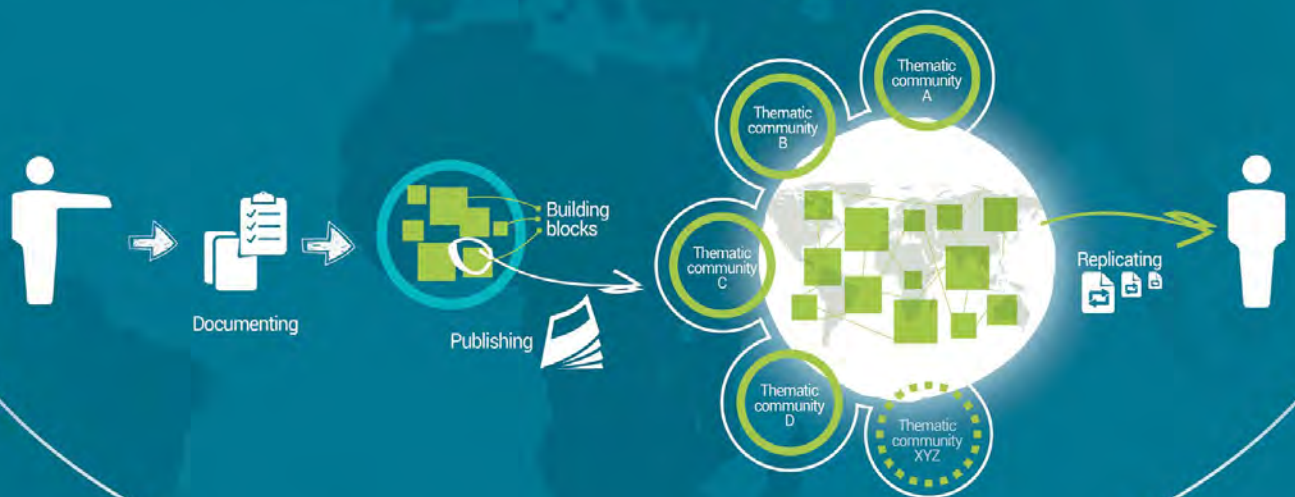 Documenting
Building
blocks
Publishing
Thematic
community
A
Thematic
community
B
Thematic
community
C
Thematic
community
D
Thematic
community
XYZ
Replicating